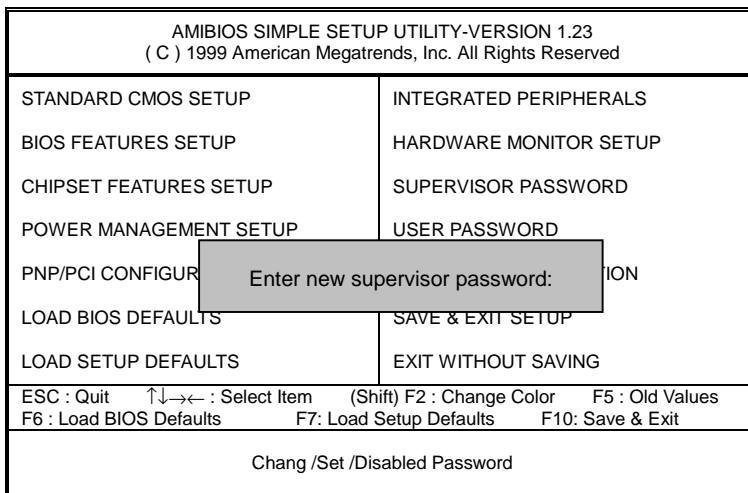 AMIBIOS SIMPLE SETUP UTILITY-VERSION 1.23
( C ) 1999 American Megatrends, Inc. All Rights Reserved
STANDARD CMOS SETUP
BIOS FEATURES SETUP
CHIPSET FEATURES SETUP
POWER MANAGEMENT SETUP
PNP/PCI CONFIGUR
LOAD BIOS DEFAULTS
LOAD SETUP DEFAULTS
INTEGRATED PERIPHERALS
HARDWARE MONITOR SETUP
SUPERVISOR PASSWORD
USER PASSWORD
TION
SAVE & EXIT SETUP
EXIT WITHOUT SAVING
Enter new supervisor password:
ESC : Quit ↑↓→← : Select Item (Shift) F2 : Change Color F5 : Old Values
F6 : Load BIOS Defaults F7: Load Setup Defaults F10: Save & Exit
Chang /Set /Disabled Password